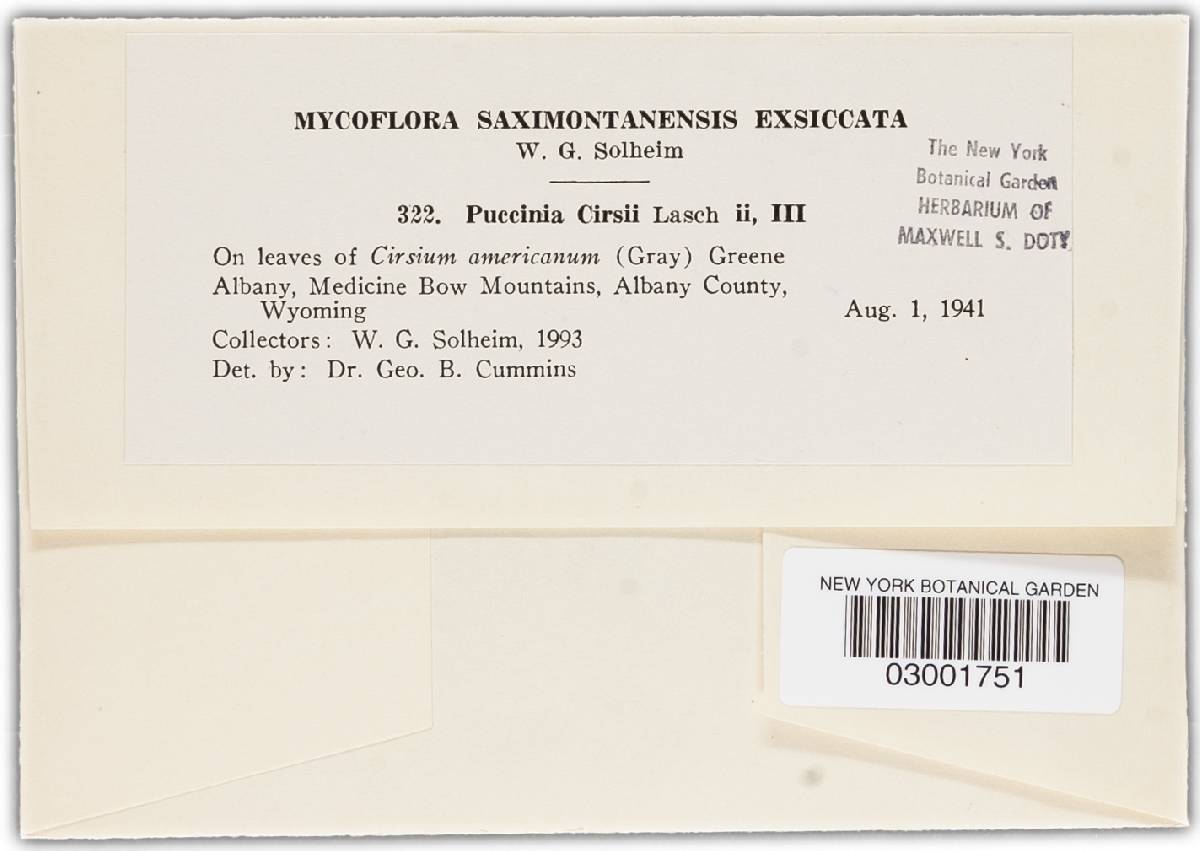 MYCOFLORA SAXIMONTANENSIS EXSICCATA
W. G. Solheim
322. Puccinia Cirsii Lasch ii, III
On leaves of Cirsium americanum (Gray) Greene
Albany, Medicine Bow Mountains, Albany County,
Wyoming Aug. 1, 1941
Collectors: W. G. Solheim, 1993
Det. by: Dr. Geo. B. Cummins
The New York
Botanical Garden
HERBARIUM OF
MAXWELL S. DOTY
NEW YORK BOTANICAL GARDEN
03001751